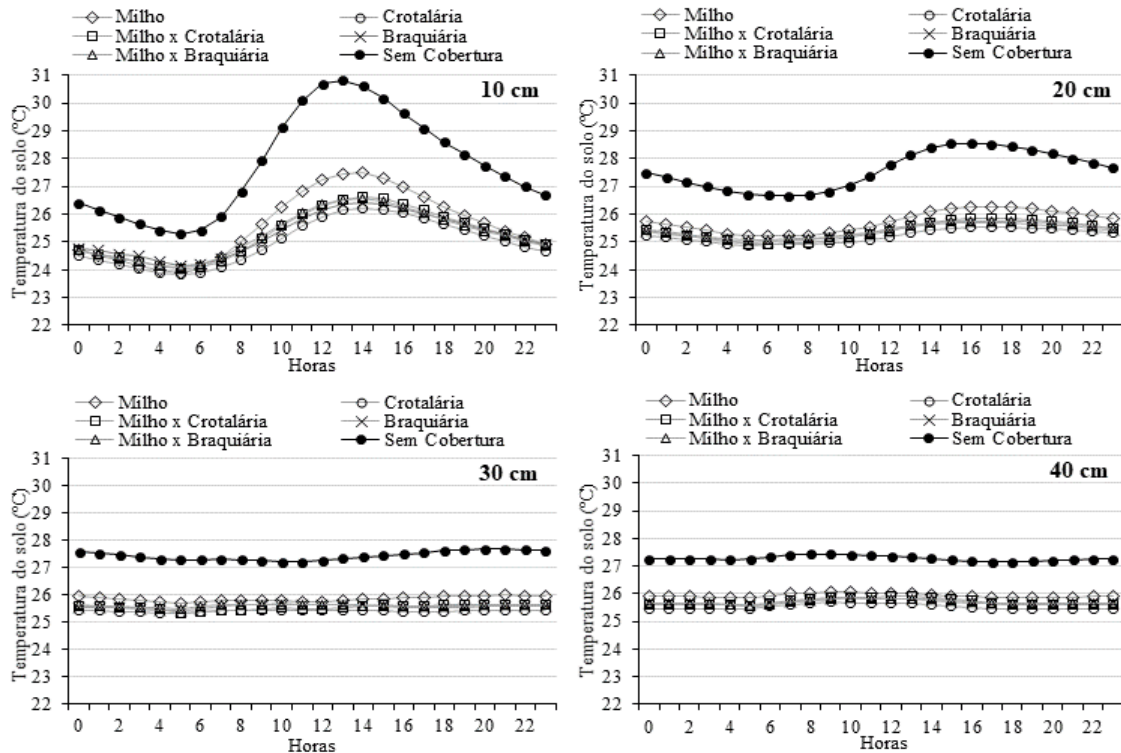 Milho Crotalária
Milho x Crotalária Braquiária
Milho x Braquiária Sem Cobertura
10 cm
Temperatura do solo (ºC)
31
30
29
28
27
26
25
24
23
22
0 2 4 6 8 10 12 14 16 18 20 22
Horas
Milho Crotalária
Milho x Crotalária Braquiária
Milho x Braquiária Sem Cobertura
20 cm
Temperatura do solo (ºC)
31
30
29
28
27
26
25
24
23
22
0 2 4 6 8 10 12 14 16 18 20 22
Horas
Milho Crotalária
Milho x Crotalária Braquiária
Milho x Braquiária Sem Cobertura
30 cm
Temperatura do solo (ºC)
31
30
29
28
27
26
25
24
23
22
0 2 4 6 8 10 12 14 16 18 20 22
Horas
Milho Crotalária
Milho x Crotalária Braquiária
Milho x Braquiária Sem Cobertura
40 cm
Temperatura do solo (ºC)
31
30
29
28
27
26
25
24
23
22
0 2 4 6 8 10 12 14 16 18 20 22
Horas